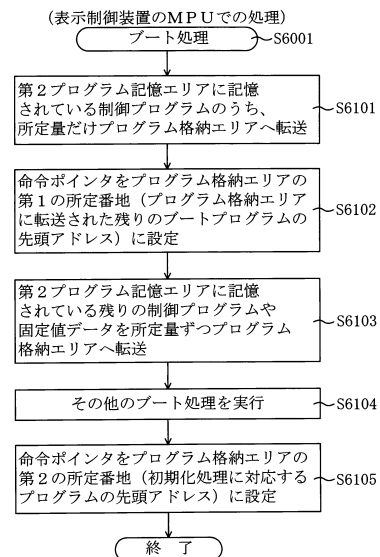 （表示制御装置のＭＰＵでの処理）
ブート処理
S6001
第２プログラム記憶エリアに記憶
されている制御プログラムのうち、
所定量だけプログラム格納エリアへ転送
S6101
命令ポインタをプログラム格納エリアの
第１の所定番地（プログラム格納エリア
に転送された残りのブートプログラムの
先頭アドレス）に設定
S6102
第２プログラム記憶エリアに記憶
されている残りの制御プログラムや
固定値データを所定量ずつプログラム
格納エリアへ転送
S6103
その他のブート処理を実行
S6104
命令ポインタをプログラム格納エリアの
第２の所定番地（初期化処理に対応する
プログラムの先頭アドレス）に設定
S6105
終　了